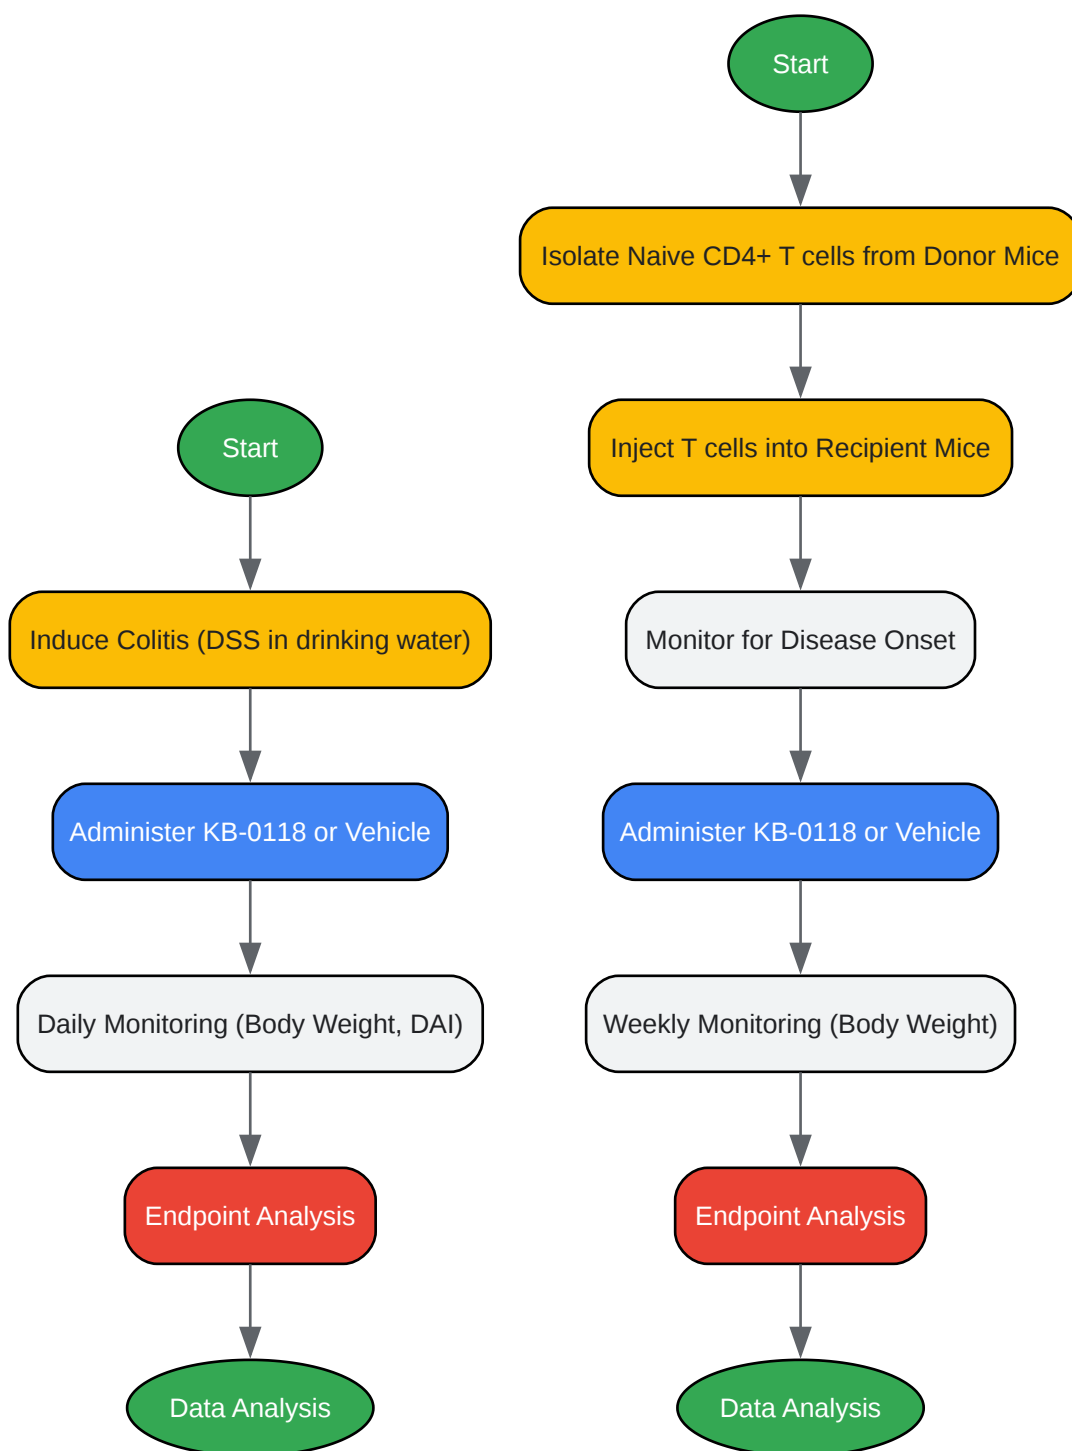 Start
Induce Colitis (DSS in drinking water)
Administer KB-0118 or Vehicle
Daily Monitoring (Body Weight, DAI)
Endpoint Analysis
Data Analysis
Start
Isolate Naive CD4+ T cells from Donor Mice
Inject T cells into Recipient Mice
Monitor for Disease Onset
Administer KB-0118 or Vehicle
Weekly Monitoring (Body Weight)
Endpoint Analysis
Data Analysis